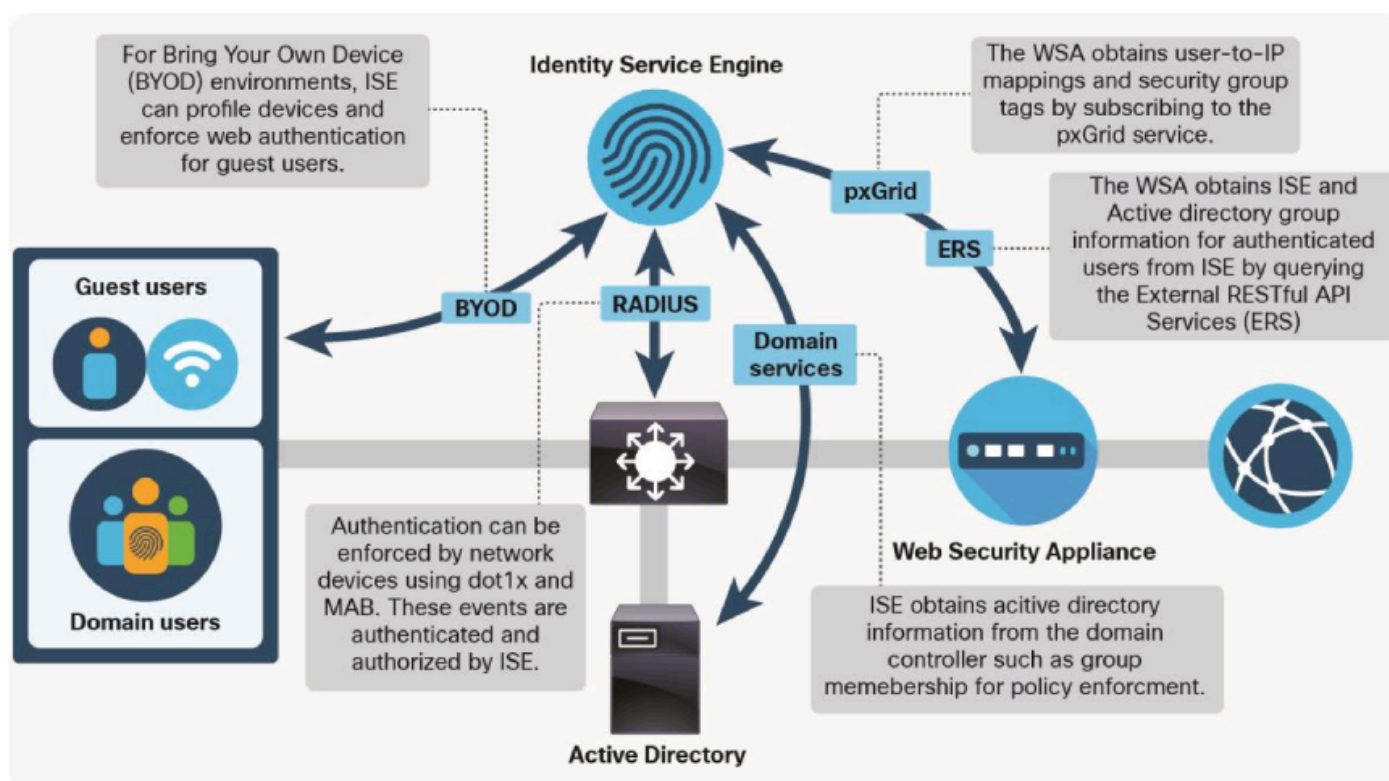 For Bring Your Own Device
(BYOD) environments, ISE
can profile devices and
enforce web authentication
for guest users.
Identity Service Engine
The WSA obtains user-to-IP
mappings and security group
tags by subscribing to the
pxGrid service.
pxGrid
The WSA obtains ISE and
Active directory group
information for authenticated
users from ISE by querying
the External RESTful API
Services (ERS)
ERS
Guest users
BYOD
RADIUS
Domain
services
Domain users
Authentication can be
enforced by network
devices using dot1x and
MAB. These events are
authenticated and
authorized by ISE.
Web Security Appliance
ISE obtains acitive directory
information from the domain
controller such as group
memebership for policy enforcment.
Active Directory